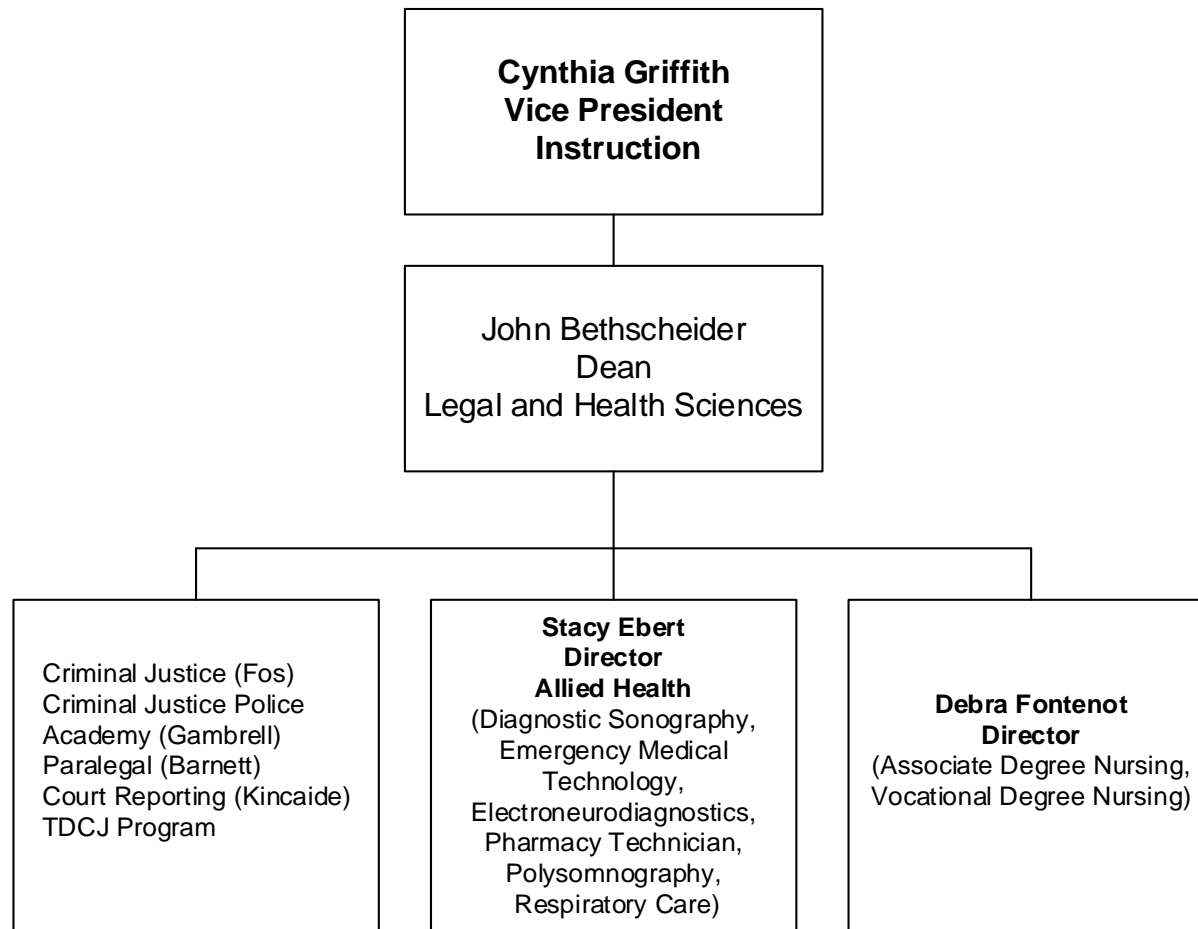 Cynthia Griffith
Vice President
Instruction
John Bethscheider
Dean
Legal and Health Sciences
Criminal Justice (Fos)
Criminal Justice Police
Academy (Gambrell)
Paralegal (Barnett)
Court Reporting (Kincaide)
TDCJ Program
Stacy Ebert
Director
Allied Health
(Diagnostic Sonography,
Emergency Medical
Technology,
Electroneurodiagnostics,
Pharmacy Technician,
Polysomnography,
Respiratory Care)
Debra Fontenot
Director
(Associate Degree Nursing,
Vocational Degree Nursing)